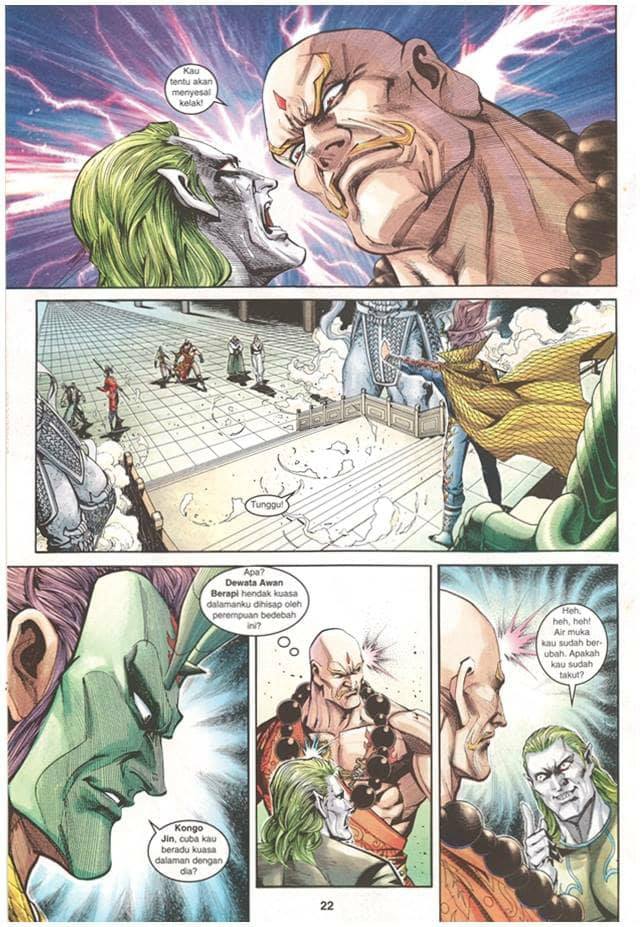 Kau
tentu akan
menyesal
kelak!
Tunggu!
Kongo
Jin, cuba kau
beradu kuasa
dalaman dengan
dia?
Apa?
Dewata Awan
Berapi hendak kuasa
dalamanku dihisap oleh
perempuan bedebah
ini?
Heh,
heh, heh!
Air muka
kau sudah ber-
ubah. Apakah
kau sudah
takut?
22